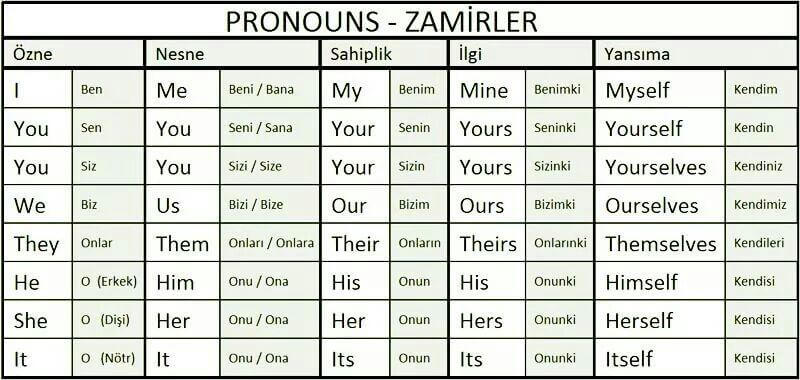 PRONOUNS - ZAMİRLER
Özne Nesne Sahiplik İlgi Yansıma
I Ben Me Beni / Bana My Benim Mine Benimki Myself Kendim
You Sen You Seni / Sana Your Senin Yours Seninki Yourself Kendin
You Siz You Sizi / Size Your Sizin Yours Sizinki Yourselves Kendiniz
We Biz Us Bizi / Bize Our Bizim Ours Bizimki Ourselves Kendimiz
They Onlar Them Onları / Onlara Their Onların Theirs Onlarınki Themselves Kendileri
He O (Erkek) Him Onu / Ona His Onun His Onunki Himself Kendisi
She O (Dişi) Her Onu / Ona Her Onun Hers Onunki Herself Kendisi
It O (Nötr) It Onu / Ona Its Onun Its Onunki Itself Kendisi